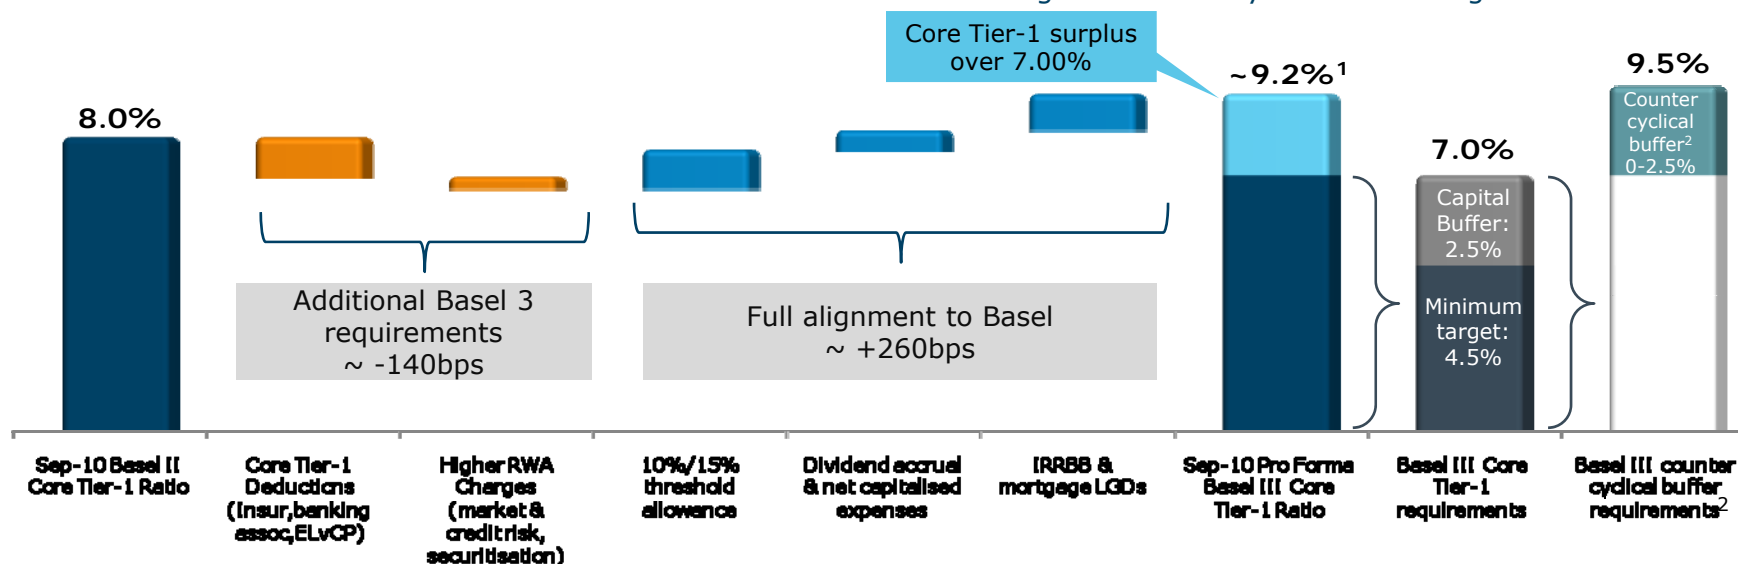 Core Tier-1 surplus
over 7.00%
8.0%
~9.2%¹
7.0%
9.5%
Counter
cyclical
buffer²
0-2.5%
Capital
Buffer:
2.5%
Minimum
target:
4.5%
Additional Basel 3
requirements
~ -140bps
Full alignment to Basel
~ +260bps
Sep-10 Basel II
Core Tier-1 Ratio
Core Tier-1
Deductions
(Insur,banking
assoc,ELvCP)
Higher RWA
Charges
(market &
credit risk,
securitisation)
10%/15%
threshold
allowance
Dividend accrual
& net capitalised
expenses
IRRBB &
mortgage LGDs
Sep-10 Pro Forma
Basel III Core
Tier-1 Ratio
Basel III Core
Tier-1
requirements
Basel III counter
cyclical buffer
requirements²